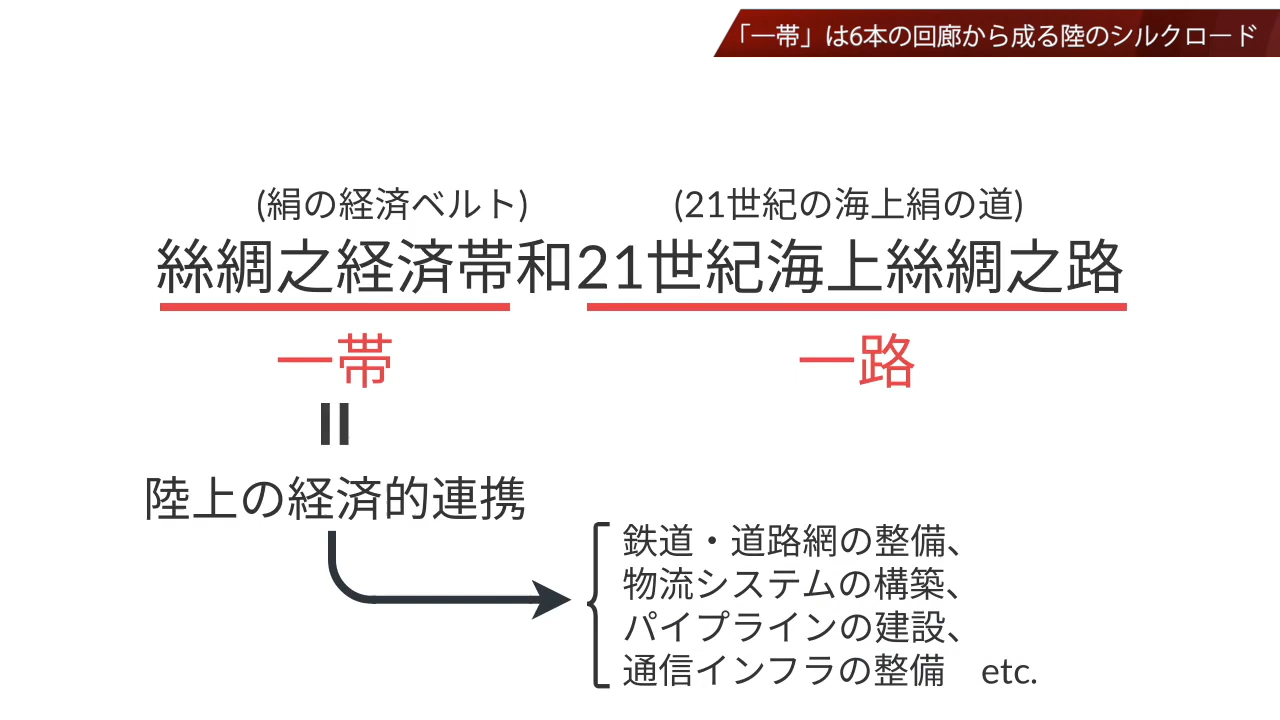 「一帯」は6本の回廊から成る陸のシルクロード
(絹の経済ベルト) (21世紀の海上絹の道)
絲綢之経済帯和21世紀海上絲綢之路
一帯 一路
陸上の経済的連携
鉄道・道路網の整備、
物流システムの構築、
パイプラインの建設、
通信インフラの整備 etc.